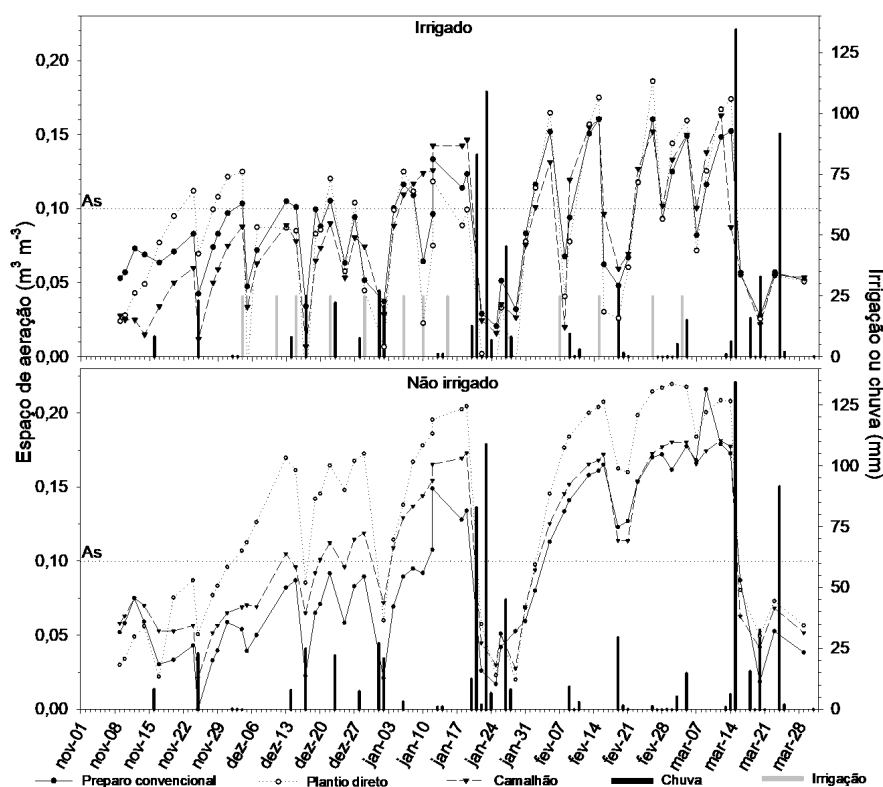 Irrigado
0,20
0,15
0,10
0,05
0,00
As
125
100
75
50
25
0
Espaço de aeração (m³ m⁻³)
Irrigação ou chuva (mm)
Não irrigado
0,20
0,15
0,10
0,05
0,00
As
125
100
75
50
25
0
nov-01 nov-08 nov-15 nov-22 nov-29 dez-06 dez-13 dez-20 dez-27 jan-03 jan-10 jan-17 jan-24 jan-31 fev-07 fev-14 fev-21 fev-28 mar-07 mar-14 mar-21 mar-28
Preparo convencional Plantio direto Camalhão Chuva Irrigação